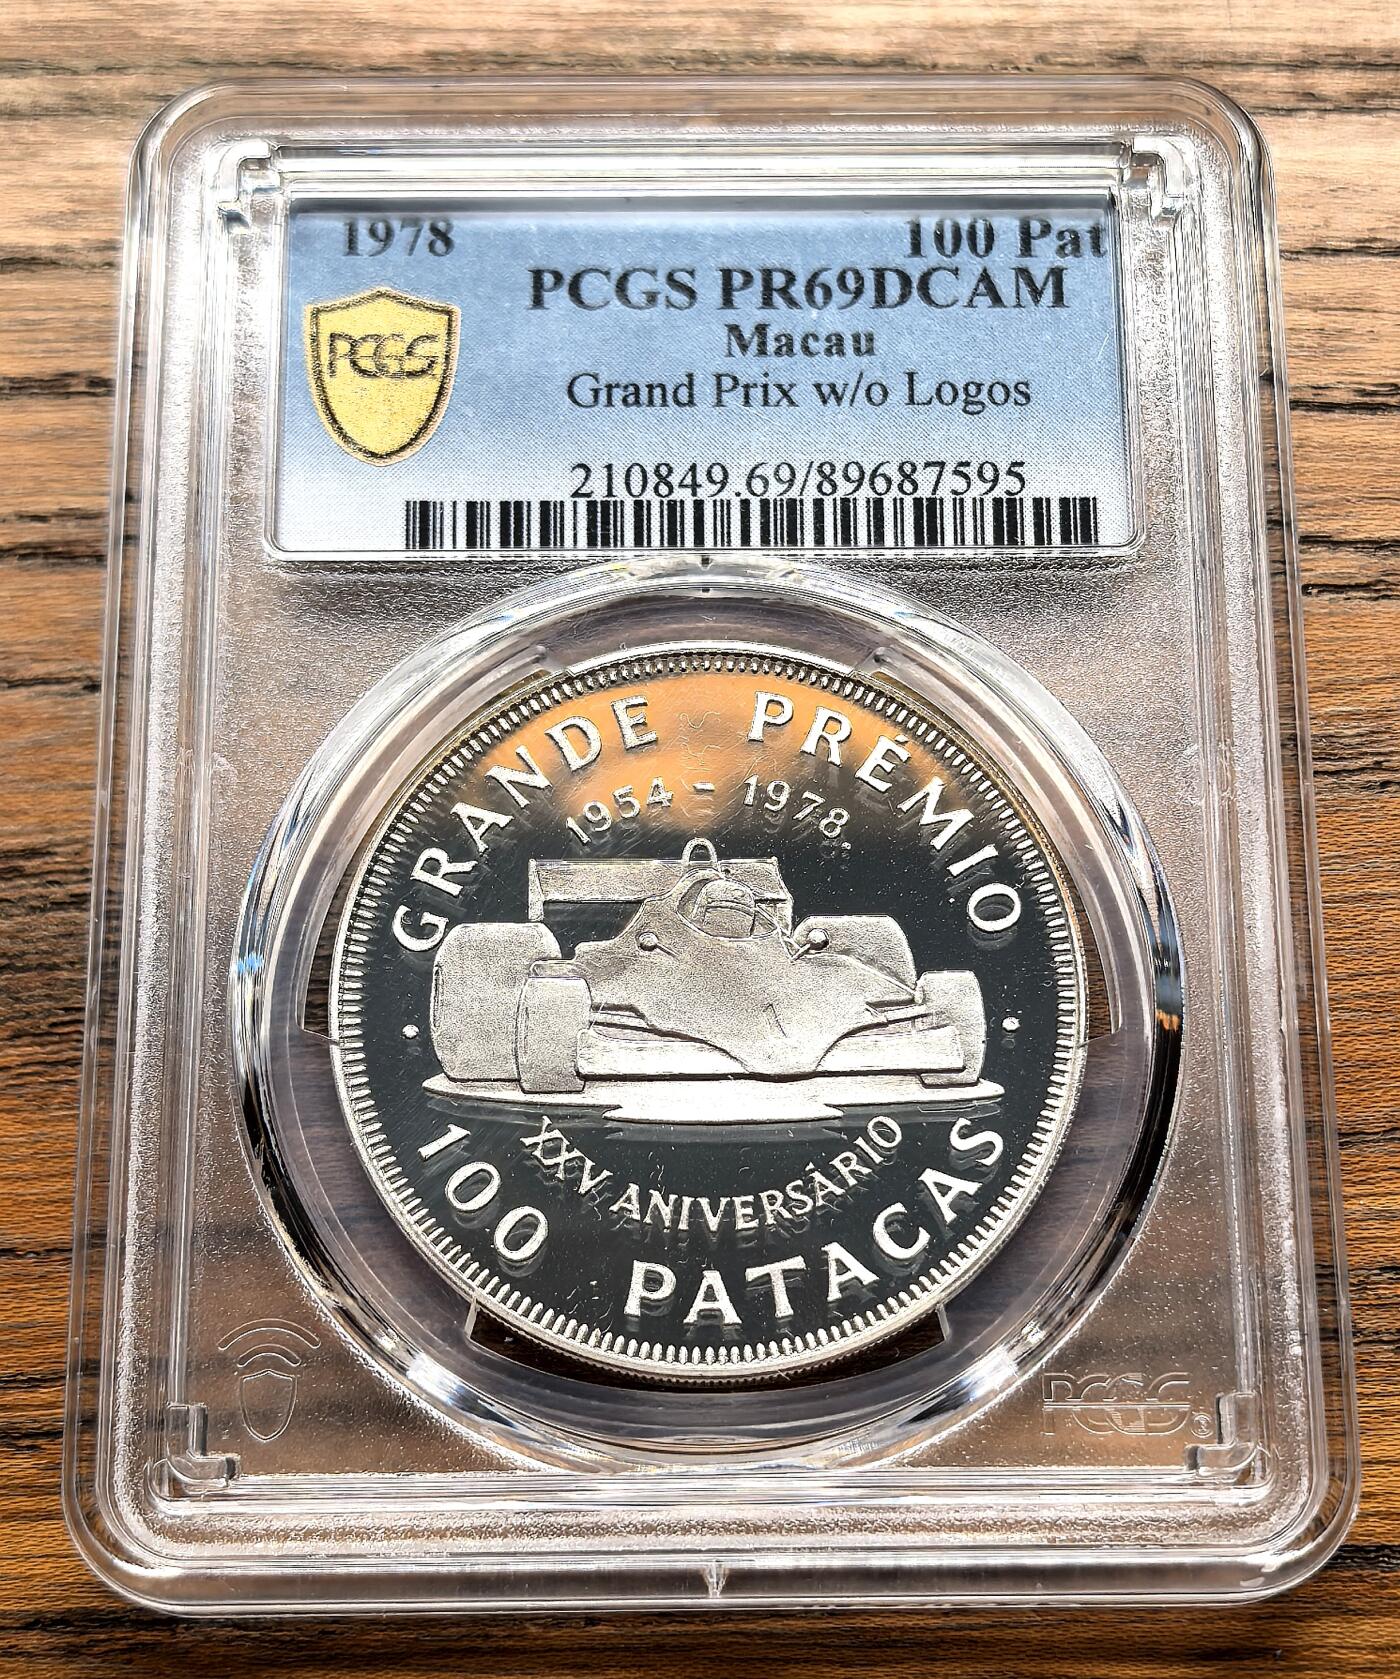 1978 100 Pat
PCGS PR69DCAM
Macau
PCGS
Grand Prix w/o Logos
210849.69/89687595
GRANDE PRÉMIO
1954 - 1978
1
XXV ANIVERSÁRIO
100 PATACAS
PCGS